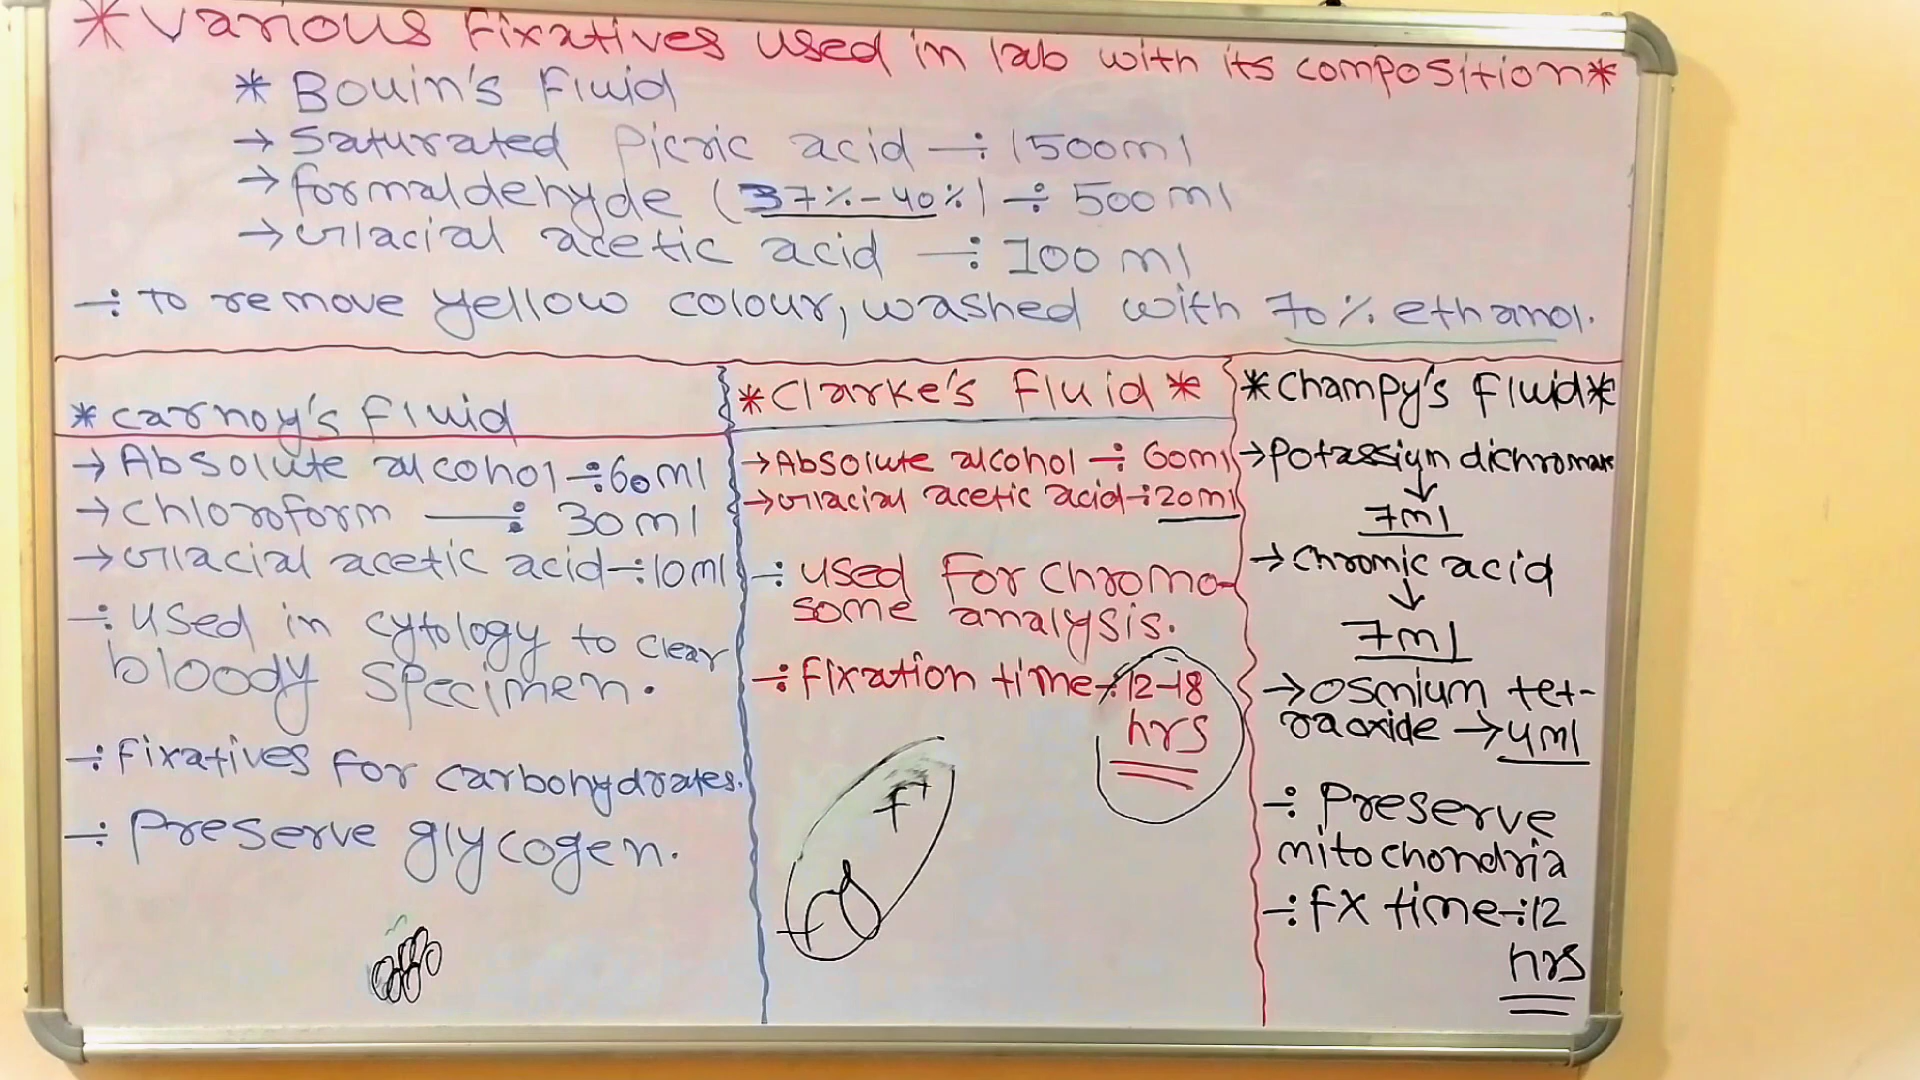 *Various Fixatives used in lab with its composition*
* Bouin's Fluid
→ Saturated Picric acid -: 1500ml
→ formaldehyde (37%-40%) ÷ 500 ml
→ Glacial acetic acid -: 100 ml
-: to remove yellow colour, washed with 70% ethanol.
* Carnoy's Fluid
→ Absolute alcohol -: 60ml
→ chloroform -: 30ml
→ Glacial acetic acid -: 10ml
-: used in cytology to clear
bloody specimen.
-: Fixatives for carbohydrates.
-: Preserve glycogen.
*Clarke's Fluid *
→ Absolute alcohol -: 60ml
→ Glacial acetic acid -: 20ml
-: used for chromo-
some analysis.
-: fixation time -: 12-18
hrs
*Champy's Fluid*
→ Potassium dichromate
↓
7ml
→ chromic acid
↓
7ml
→ osmium tet-
raoxide → 4ml
-: Preserve
mitochondria
-: FX time -: 12
hrs